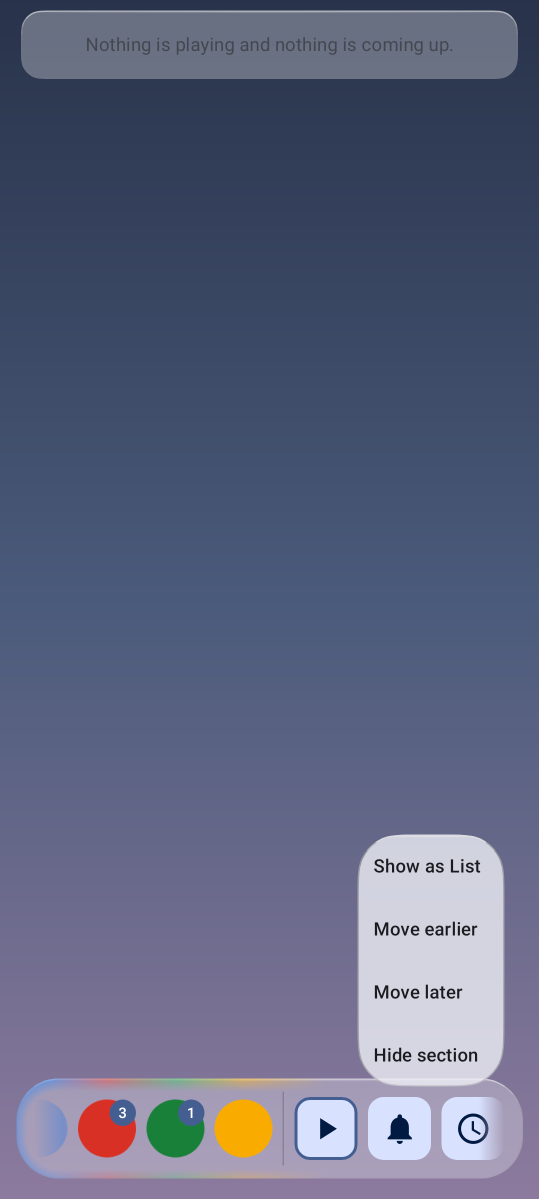 Nothing is playing and nothing is coming up.
Show as List
Move earlier
Move later
Hide section
3
1